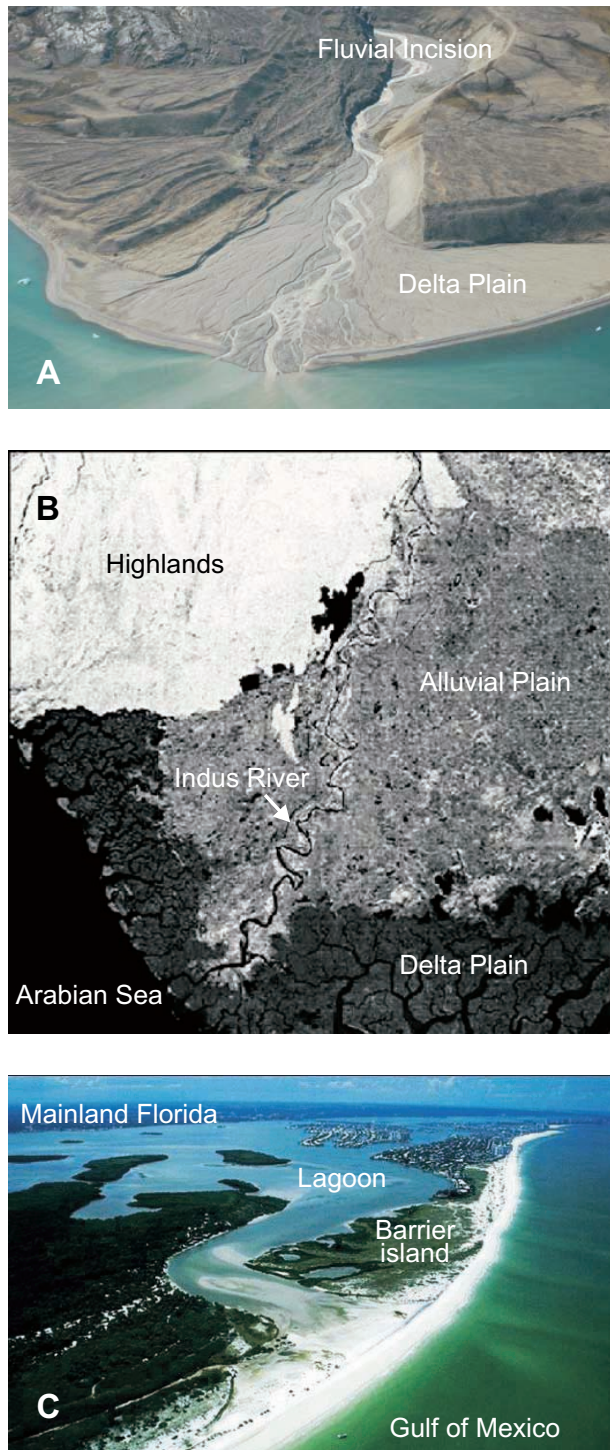 Fluvial Incision
Delta Plain
A
B
Highlands
Alluvial Plain
Indus River
Delta Plain
Arabian Sea
Mainland Florida
Lagoon
Barrier
island
C
Gulf of Mexico